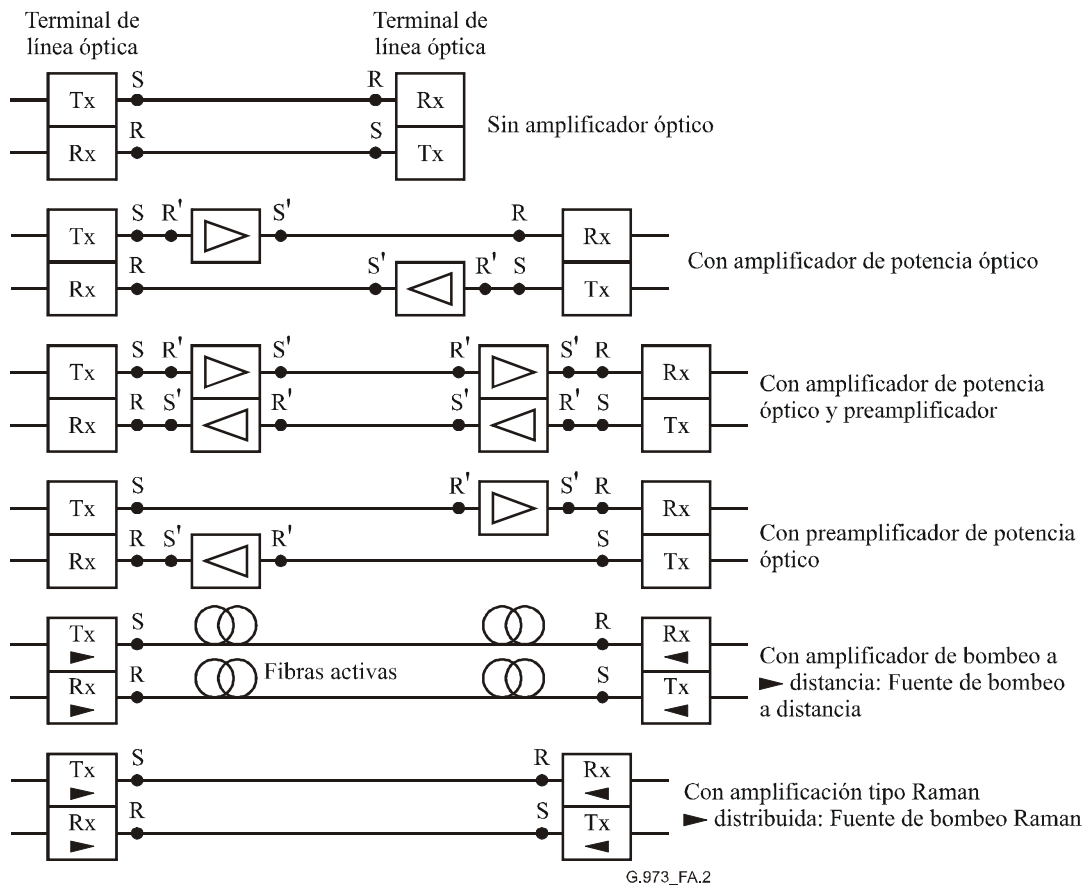 Terminal de
línea óptica
Terminal de
línea óptica
Tx S R Rx
Rx R S Tx
Sin amplificador óptico
Tx S R' S' R Rx
Rx R S' R' S Tx
Con amplificador de potencia óptico
Tx S R' S' R' S' R Rx
Rx R S' R' S' R' S Tx
Con amplificador de potencia
óptico y preamplificador
Tx S R' S' R Rx
Rx R S' R' S Tx
Con preamplificador de potencia
óptico
Tx S R Rx
Fibras activas
Rx R S Tx
Con amplificador de bombeo a
distancia: Fuente de bombeo
a distancia
Tx S R Rx
Rx R S Tx
Con amplificación tipo Raman
distribuida: Fuente de bombeo Raman
G.973_FA.2